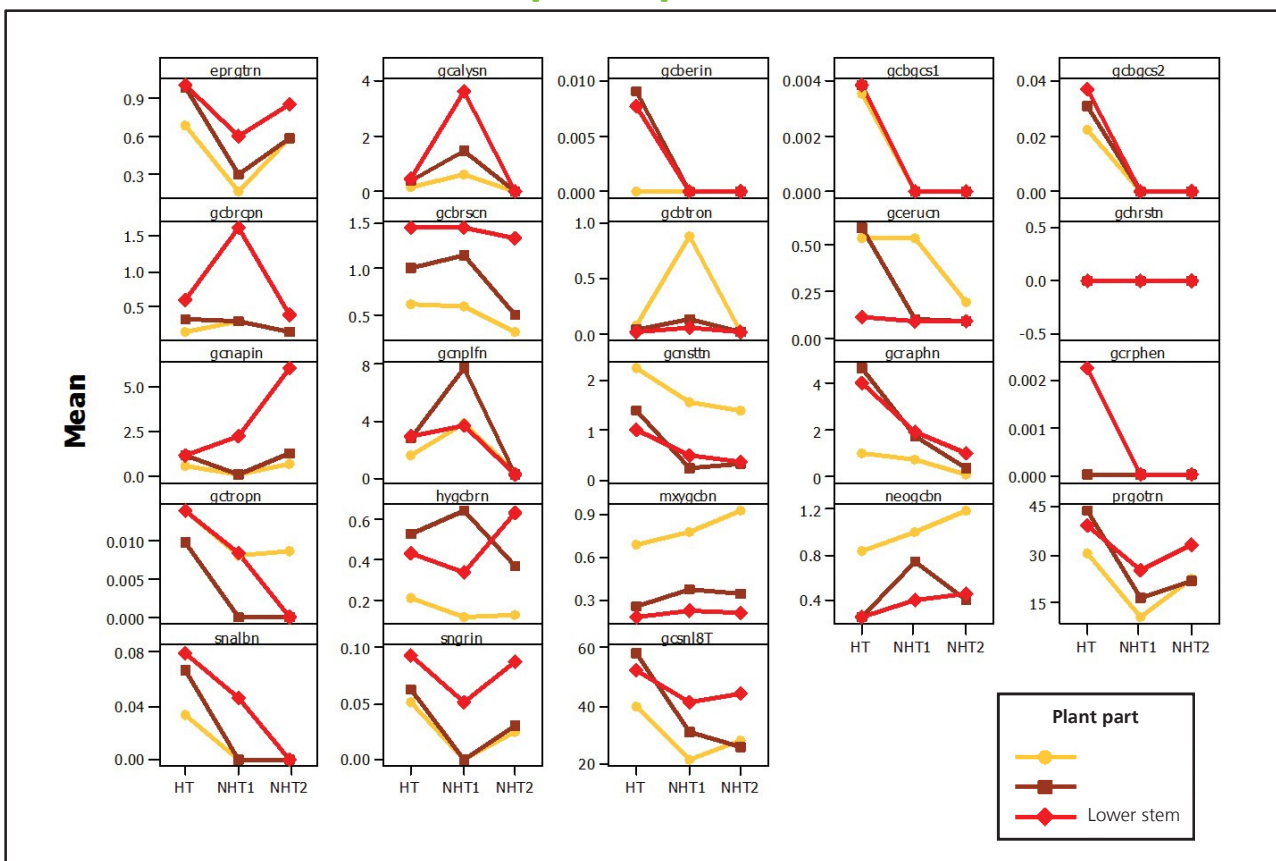 eprgtrn gcalysn gcberin gcbgcs1 gcbgcs2
0.9 4 0.010 0.004 0.04
0.6 2 0.005 0.002 0.02
0.3 0 0.000 0.000 0.00
gcbrcpn gcbrscn gcbtron gcerucn gchrstn
1.5 1.5 1.0 0.50 0.5
1.0 1.0 0.5 0.25 0.0
0.5 0.5 0.0 0.00 -0.5
gcnapin gcnplfn gcnsttn gcraphn gcrphen
5.0 8 2 4 0.002
2.5 4 1 2 0.001
0.0 0 0 0 0.000
Mean
gctropn hygcbrn mxygcbn neogcbn prgotrn
0.010 0.6 0.9 1.2 45
0.005 0.4 0.6 0.8 30
0.000 0.2 0.3 0.4 15
HT NHT1 NHT2 HT NHT1 NHT2
snalbn sngrin gcsnl8T
0.08 0.10 60
0.04 0.05 40
0.00 0.00 20
HT NHT1 NHT2 HT NHT1 NHT2 HT NHT1 NHT2
Plant part
Lower stem